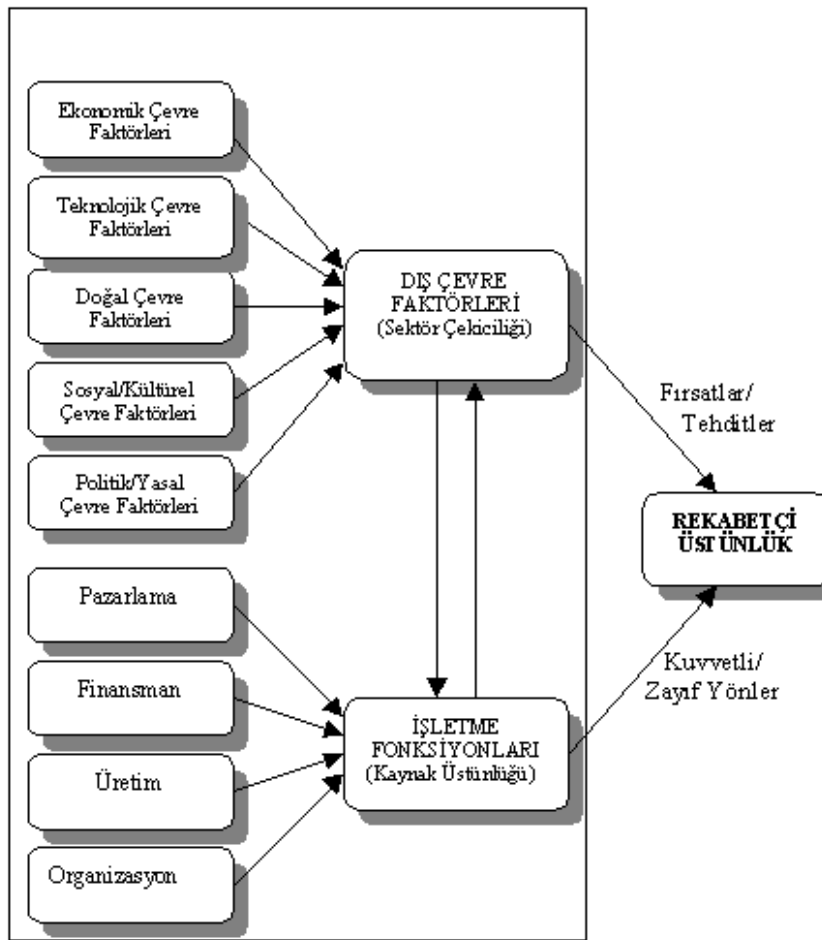 Ekonomik Çevre
Faktörleri
Teknolojik Çevre
Faktörleri
Doğal Çevre
Faktörleri
Sosyal/Kültürel
Çevre Faktörleri
Politik/Yasal
Çevre Faktörleri
DIŞ ÇEVRE
FAKTÖRLERİ
(Sektör Çekiciliği)
Fırsatlar/
Tehditler
REKABETÇİ
ÜSTÜNLÜK
Pazarlama
Finansman
Üretim
Organizasyon
İŞLETME
FONKSİYONLARI
(Kaynak Üstünlüğü)
Kuvvetli/
Zayıf Yönler